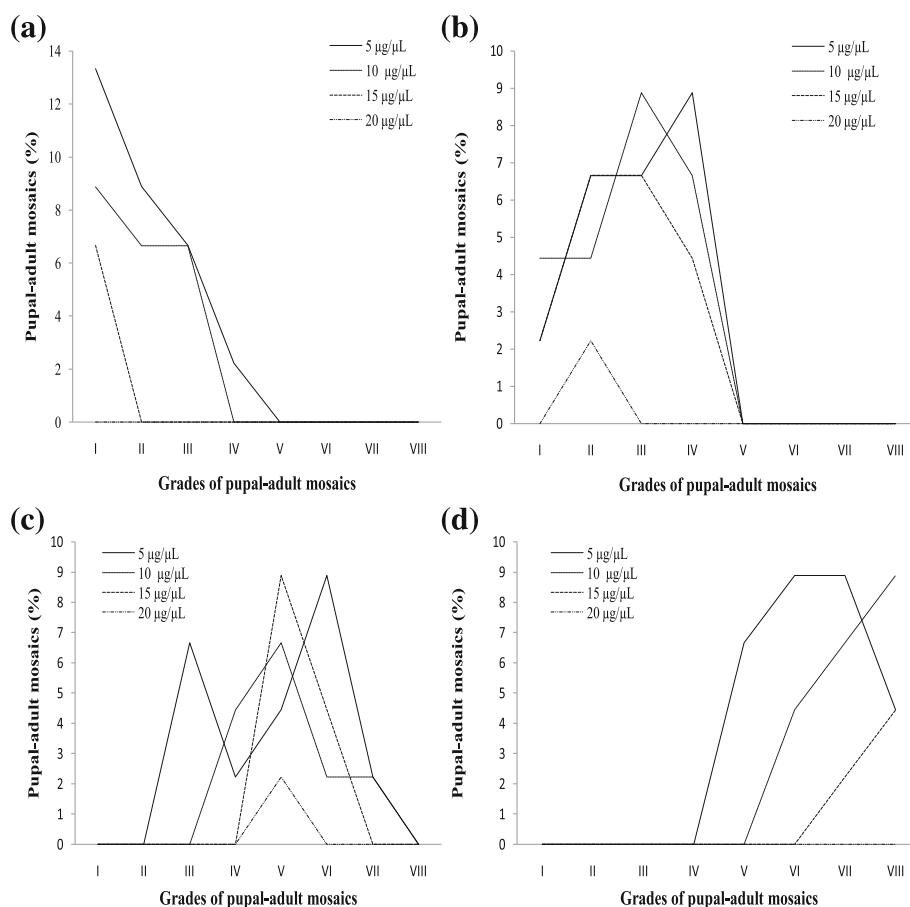 (a)
5 µg/µL
10 µg/µL
15 µg/µL
20 µg/µL
Pupal-adult mosaics (%)
14
12
10
8
6
4
2
0
I II III IV V VI VII VIII
Grades of pupal-adult mosaics
(b)
5 µg/µL
10 µg/µL
15 µg/µL
20 µg/µL
Pupal-adult mosaics (%)
10
9
8
7
6
5
4
3
2
1
0
I II III IV V VI VII VIII
Grades of pupal-adult mosaics
(c)
5 µg/µL
10 µg/µL
15 µg/µL
20 µg/µL
Pupal-adult mosaics (%)
10
9
8
7
6
5
4
3
2
1
0
I II III IV V VI VII VIII
Grades of pupal-adult mosaics
(d)
5 µg/µL
10 µg/µL
15 µg/µL
20 µg/µL
Pupal-adult mosaics (%)
10
9
8
7
6
5
4
3
2
1
0
I II III IV V VI VII VIII
Grades of pupal-adult mosaics